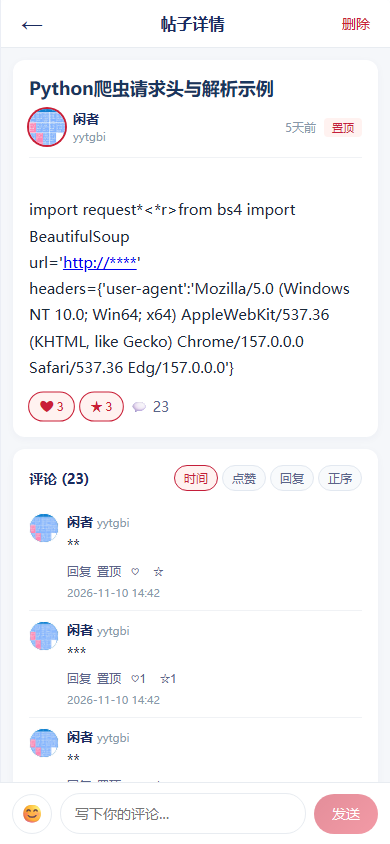 帖子详情
删除
Python爬虫请求头与解析示例
闲者
yytgbi
5天前 置顶
import request*<*r>from bs4 import
BeautifulSoup
url='http://****'
headers={'user-agent':'Mozilla/5.0 (Windows
NT 10.0; Win64; x64) AppleWebKit/537.36
(KHTML, like Gecko) Chrome/157.0.0.0
Safari/537.36 Edg/157.0.0.0'}
3 3 23
评论 (23)
时间 点赞 回复 正序
闲者 yytgbi
**
回复 置顶
2026-11-10 14:42
闲者 yytgbi
***
回复 置顶 1 1
2026-11-10 14:42
闲者 yytgbi
**
回复 置顶
写下你的评论...
发送